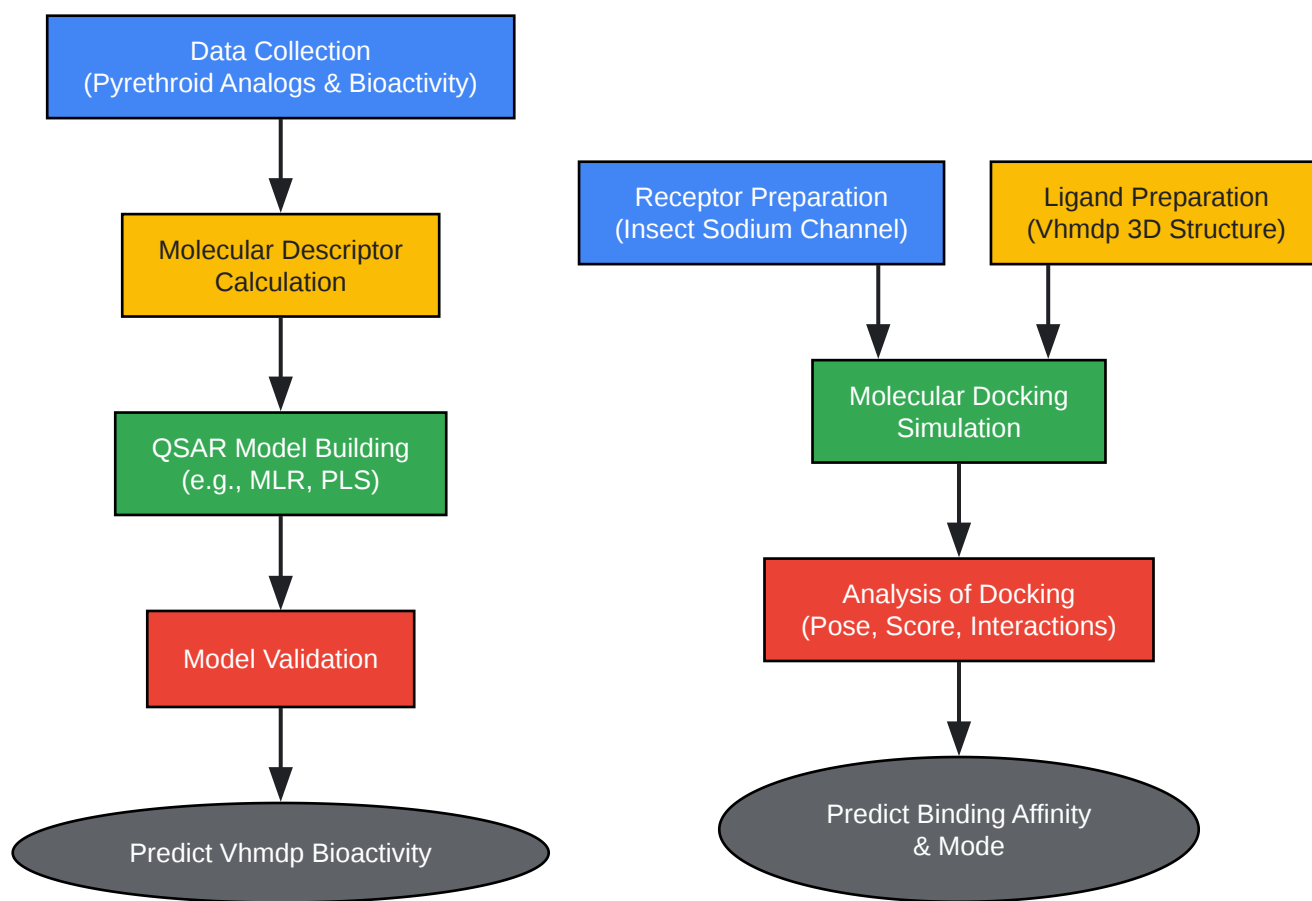 Data Collection
(Pyrethroid Analogs & Bioactivity)
Molecular Descriptor
Calculation
QSAR Model Building
(e.g., MLR, PLS)
Model Validation
Predict Vhmdp Bioactivity
Receptor Preparation
(Insect Sodium Channel)
Ligand Preparation
(Vhmdp 3D Structure)
Molecular Docking
Simulation
Analysis of Docking
(Pose, Score, Interactions)
Predict Binding Affinity
& Mode